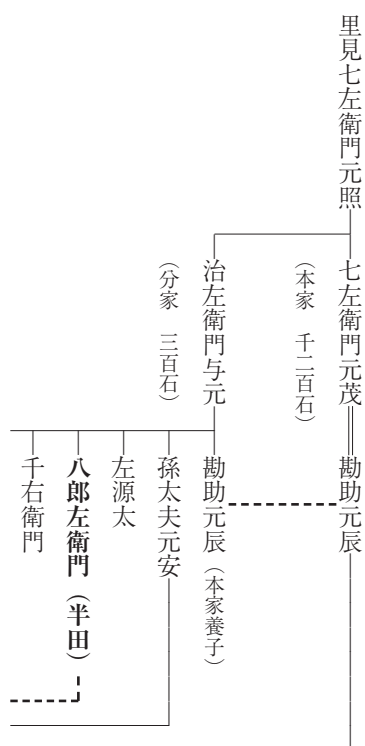 里見七左衛門元照
七左衛門元茂
（本家　千二百石）
勘助元辰
治左衛門与元
（分家　三百石）
勘助元辰（本家養子）
孫太夫元安
左源太
八郎左衛門（半田）
千右衛門